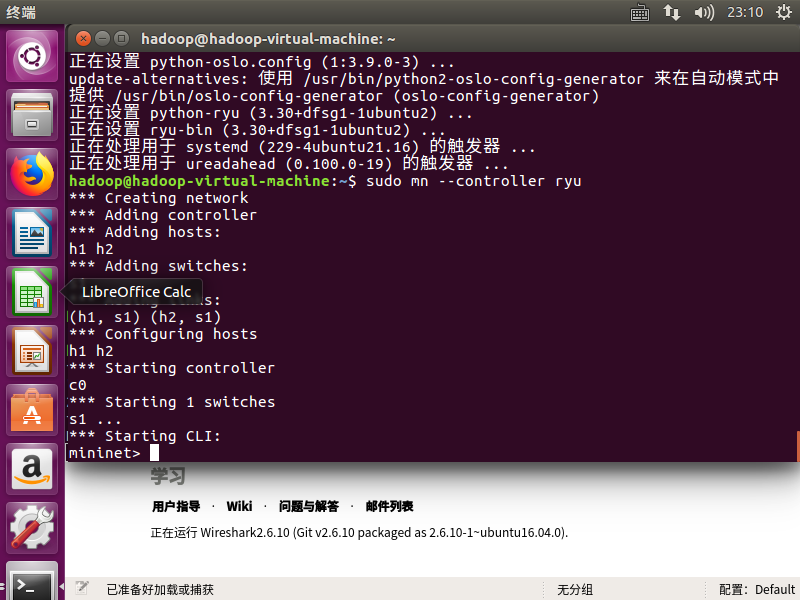 终端
23:10
hadoop@hadoop-virtual-machine: ~
正在设置 python-oslo.config (1:3.9.0-3) ...
update-alternatives: 使用 /usr/bin/python2-oslo-config-generator 来在自动模式中
提供 /usr/bin/oslo-config-generator (oslo-config-generator)
正在设置 python-ryu (3.30+dfsg1-1ubuntu2) ...
正在设置 ryu-bin (3.30+dfsg1-1ubuntu2) ...
正在处理用于 systemd (229-4ubuntu21.16) 的触发器 ...
正在处理用于 ureadahead (0.100.0-19) 的触发器 ...
hadoop@hadoop-virtual-machine:~$ sudo mn --controller ryu
*** Creating network
*** Adding controller
*** Adding hosts:
h1 h2
*** Adding switches:
LibreOffice Calc
(h1, s1) (h2, s1)
*** Configuring hosts
h1 h2
*** Starting controller
c0
*** Starting 1 switches
s1 ...
*** Starting CLI:
mininet>
学习
用户指导 · Wiki · 问题与解答 · 邮件列表
正在运行 Wireshark2.6.10 (Git v2.6.10 packaged as 2.6.10-1~ubuntu16.04.0).
已准备好加载或捕获 无分组 配置: Default